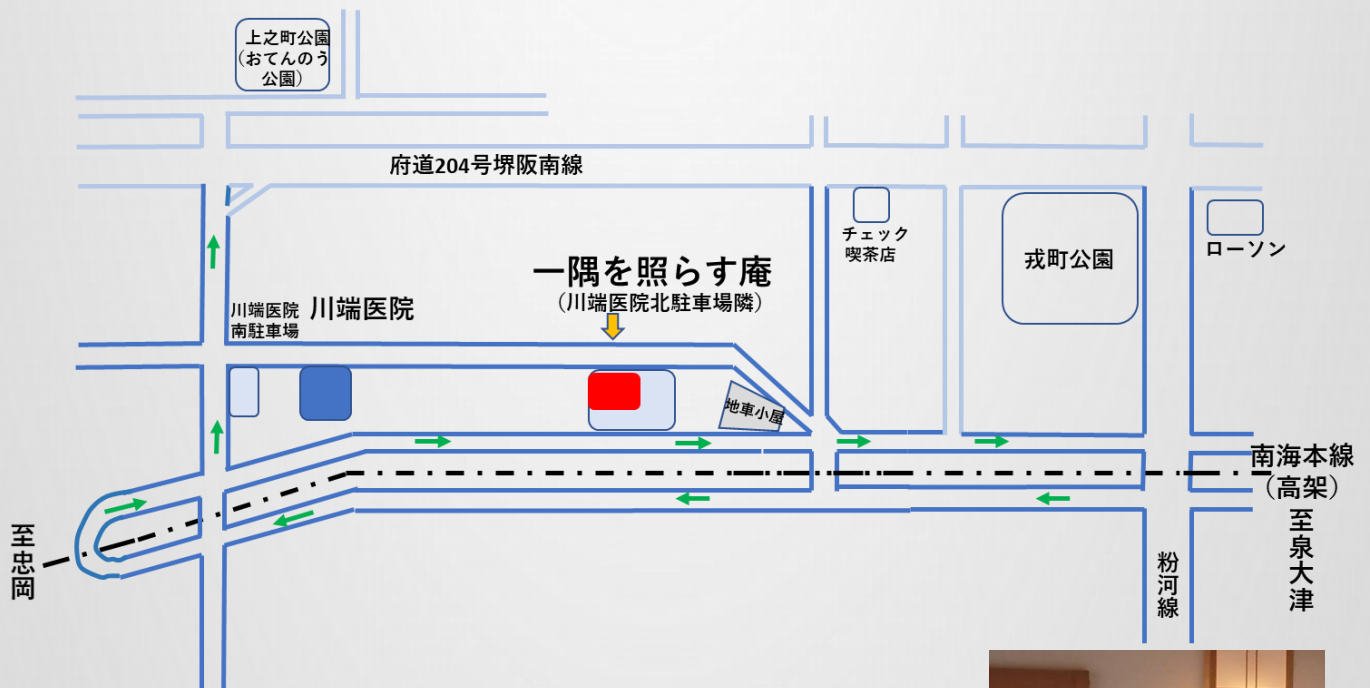 上之町公園
（おてんのう
公園）
府道204号堺阪南線
チェック
喫茶店
戎町公園
ローソン
一隅を照らす庵
（川端医院北駐車場隣）
川端医院
南駐車場
川端医院
地車小屋
南海本線
（高架）
至忠岡
至泉大津
粉河線